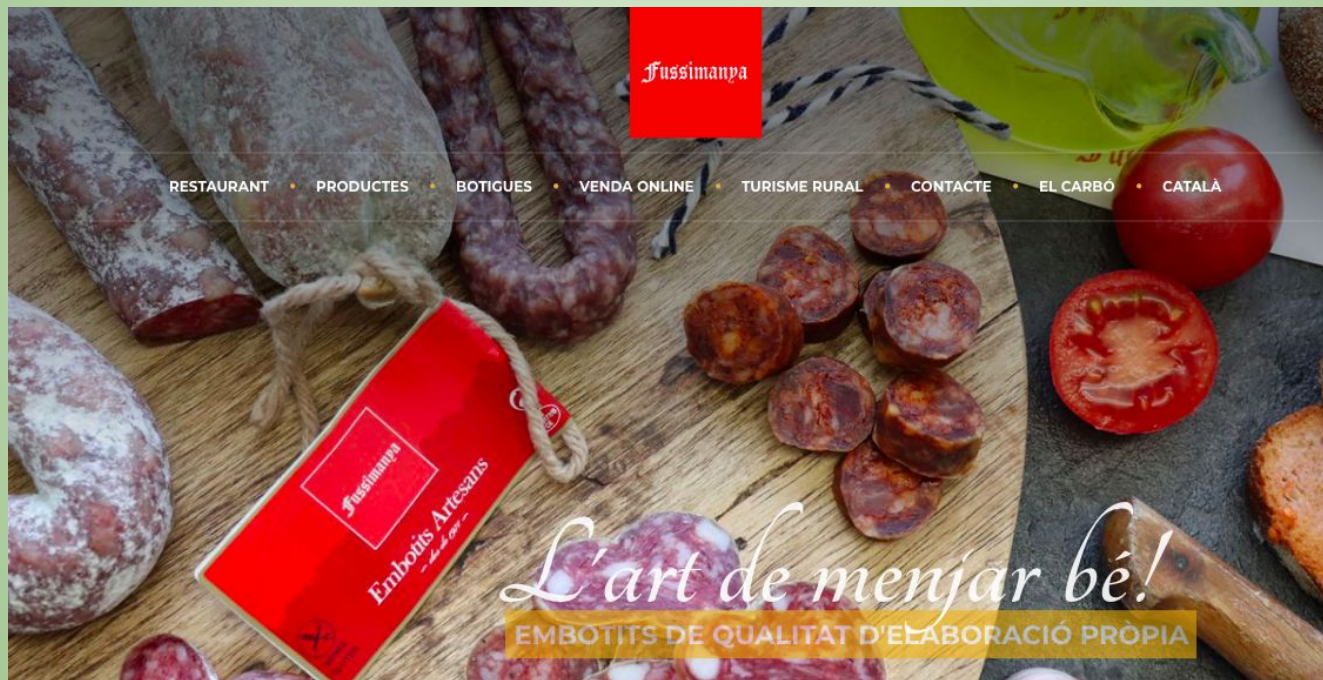 Fussimanya
RESTAURANT • PRODUCTES • BOTIGUES • VENDA ONLINE • TURISME RURAL • CONTACTE • EL CARBÓ • CATALÀ
Fussimanya
Embotits Artesans
L'art de menjar bé!
EMBOTITS DE QUALITAT D'ELABORACIÓ PRÒPIA